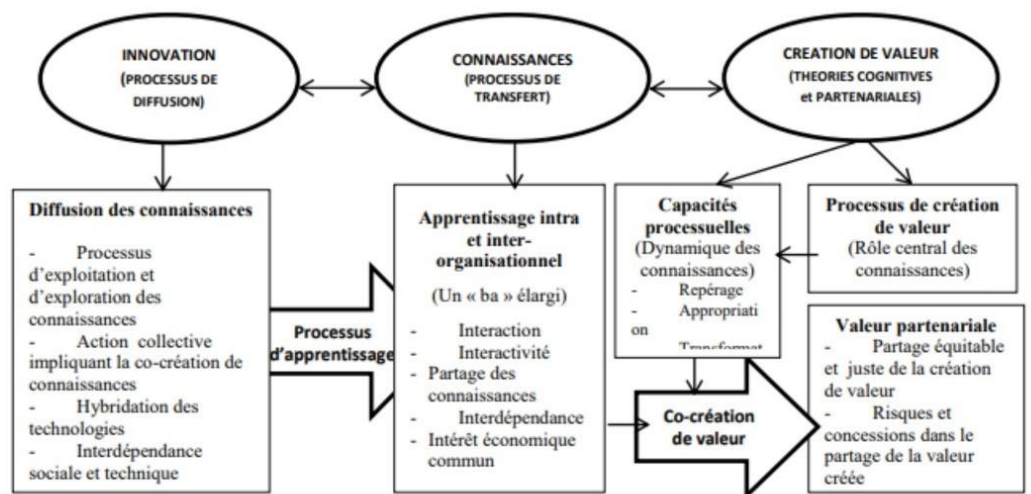 INNOVATION
(PROCESSUS DE
DIFFUSION)
CONNAISSANCES
(PROCESSUS DE
TRANSFERT)
CREATION DE VALEUR
(THEORIES COGNITIVES
et PARTENARIALES)
Diffusion des connaissances
- Processus
d’exploitation et
d’exploration des
connaissances
- Action collective
impliquant la co-création de
connaissances
- Hybridation des
technologies
- Interdépendance
sociale et technique
Processus
d’apprentissage
Apprentissage intra
et inter-
organisationnel
(Un « ba » élargi)
- Interaction
- Interactivité
- Partage des
connaissances
- Interdépendance
- Intérêt économique
commun
Capacités
processuelles
(Dynamique des
connaissances)
- Repérage
- Appropriati
on
Transformat
Co-création
de valeur
Processus de création
de valeur
(Rôle central des
connaissances)
Valeur partenariale
- Partage équitable
et juste de la création
de valeur
- Risques et
concessions dans le
partage de la valeur
créée